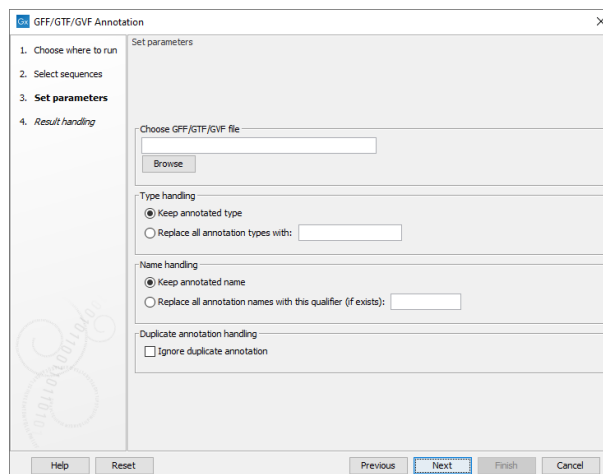 Gx GFF/GTF/GVF Annotation
1. Choose where to run
2. Select sequences
3. Set parameters
4. Result handling
Set parameters
Choose GFF/GTF/GVF file
Browse
Type handling
Keep annotated type
Replace all annotation types with:
Name handling
Keep annotated name
Replace all annotation names with this qualifier (if exists):
Duplicate annotation handling
Ignore duplicate annotation
Help Reset Previous Next Finish Cancel